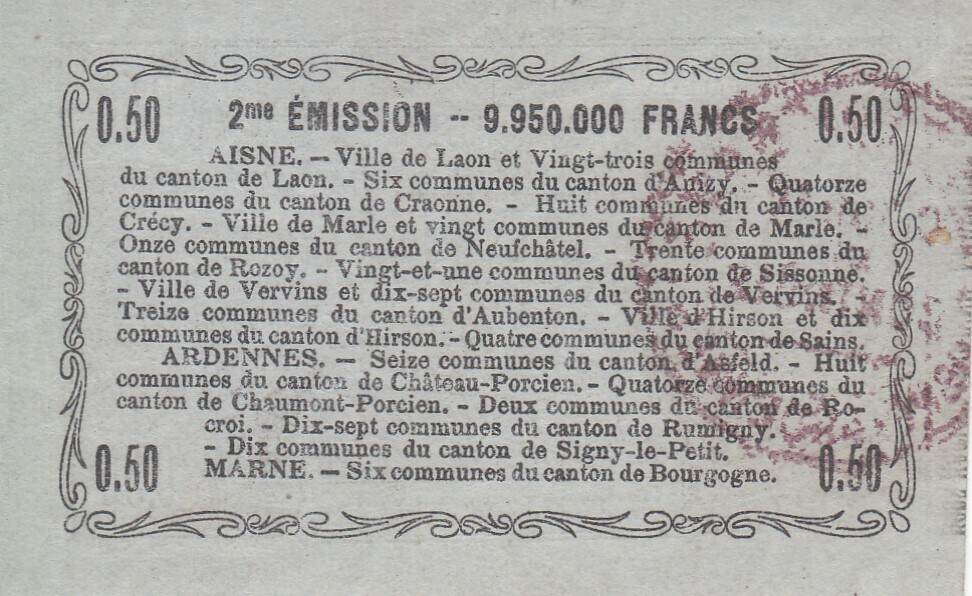 0.50 2me ÉMISSION -- 9.950.000 FRANCS 0.50
AISNE. — Ville de Laon et Vingt-trois communes
du canton de Laon. - Six communes du canton d'Anizy. - Quatorze
communes du canton de Craonne. - Huit communes du canton de
Crécy. - Ville de Marle et vingt communes du canton de Marle. -
Onze communes du canton de Neufchâtel. - Trente communes du
canton de Rozoy. - Vingt-et-une communes du canton de Sissonne.
- Ville de Vervins et dix-sept communes du canton de Vervins. -
Treize communes du canton d'Aubenton. - Ville d'Hirson et dix
communes du canton d'Hirson. - Quatre communes du canton de Sains.
ARDENNES. — Seize communes du canton d'Asfeld. - Huit
communes du canton de Château-Porcien. - Quatorze communes du
canton de Chaumont-Porcien. - Deux communes du canton de Ro-
croi. - Dix-sept communes du canton de Rumigny.
- Dix communes du canton de Signy-le-Petit.
0.50 MARNE. — Six communes du canton de Bourgogne. 0.50